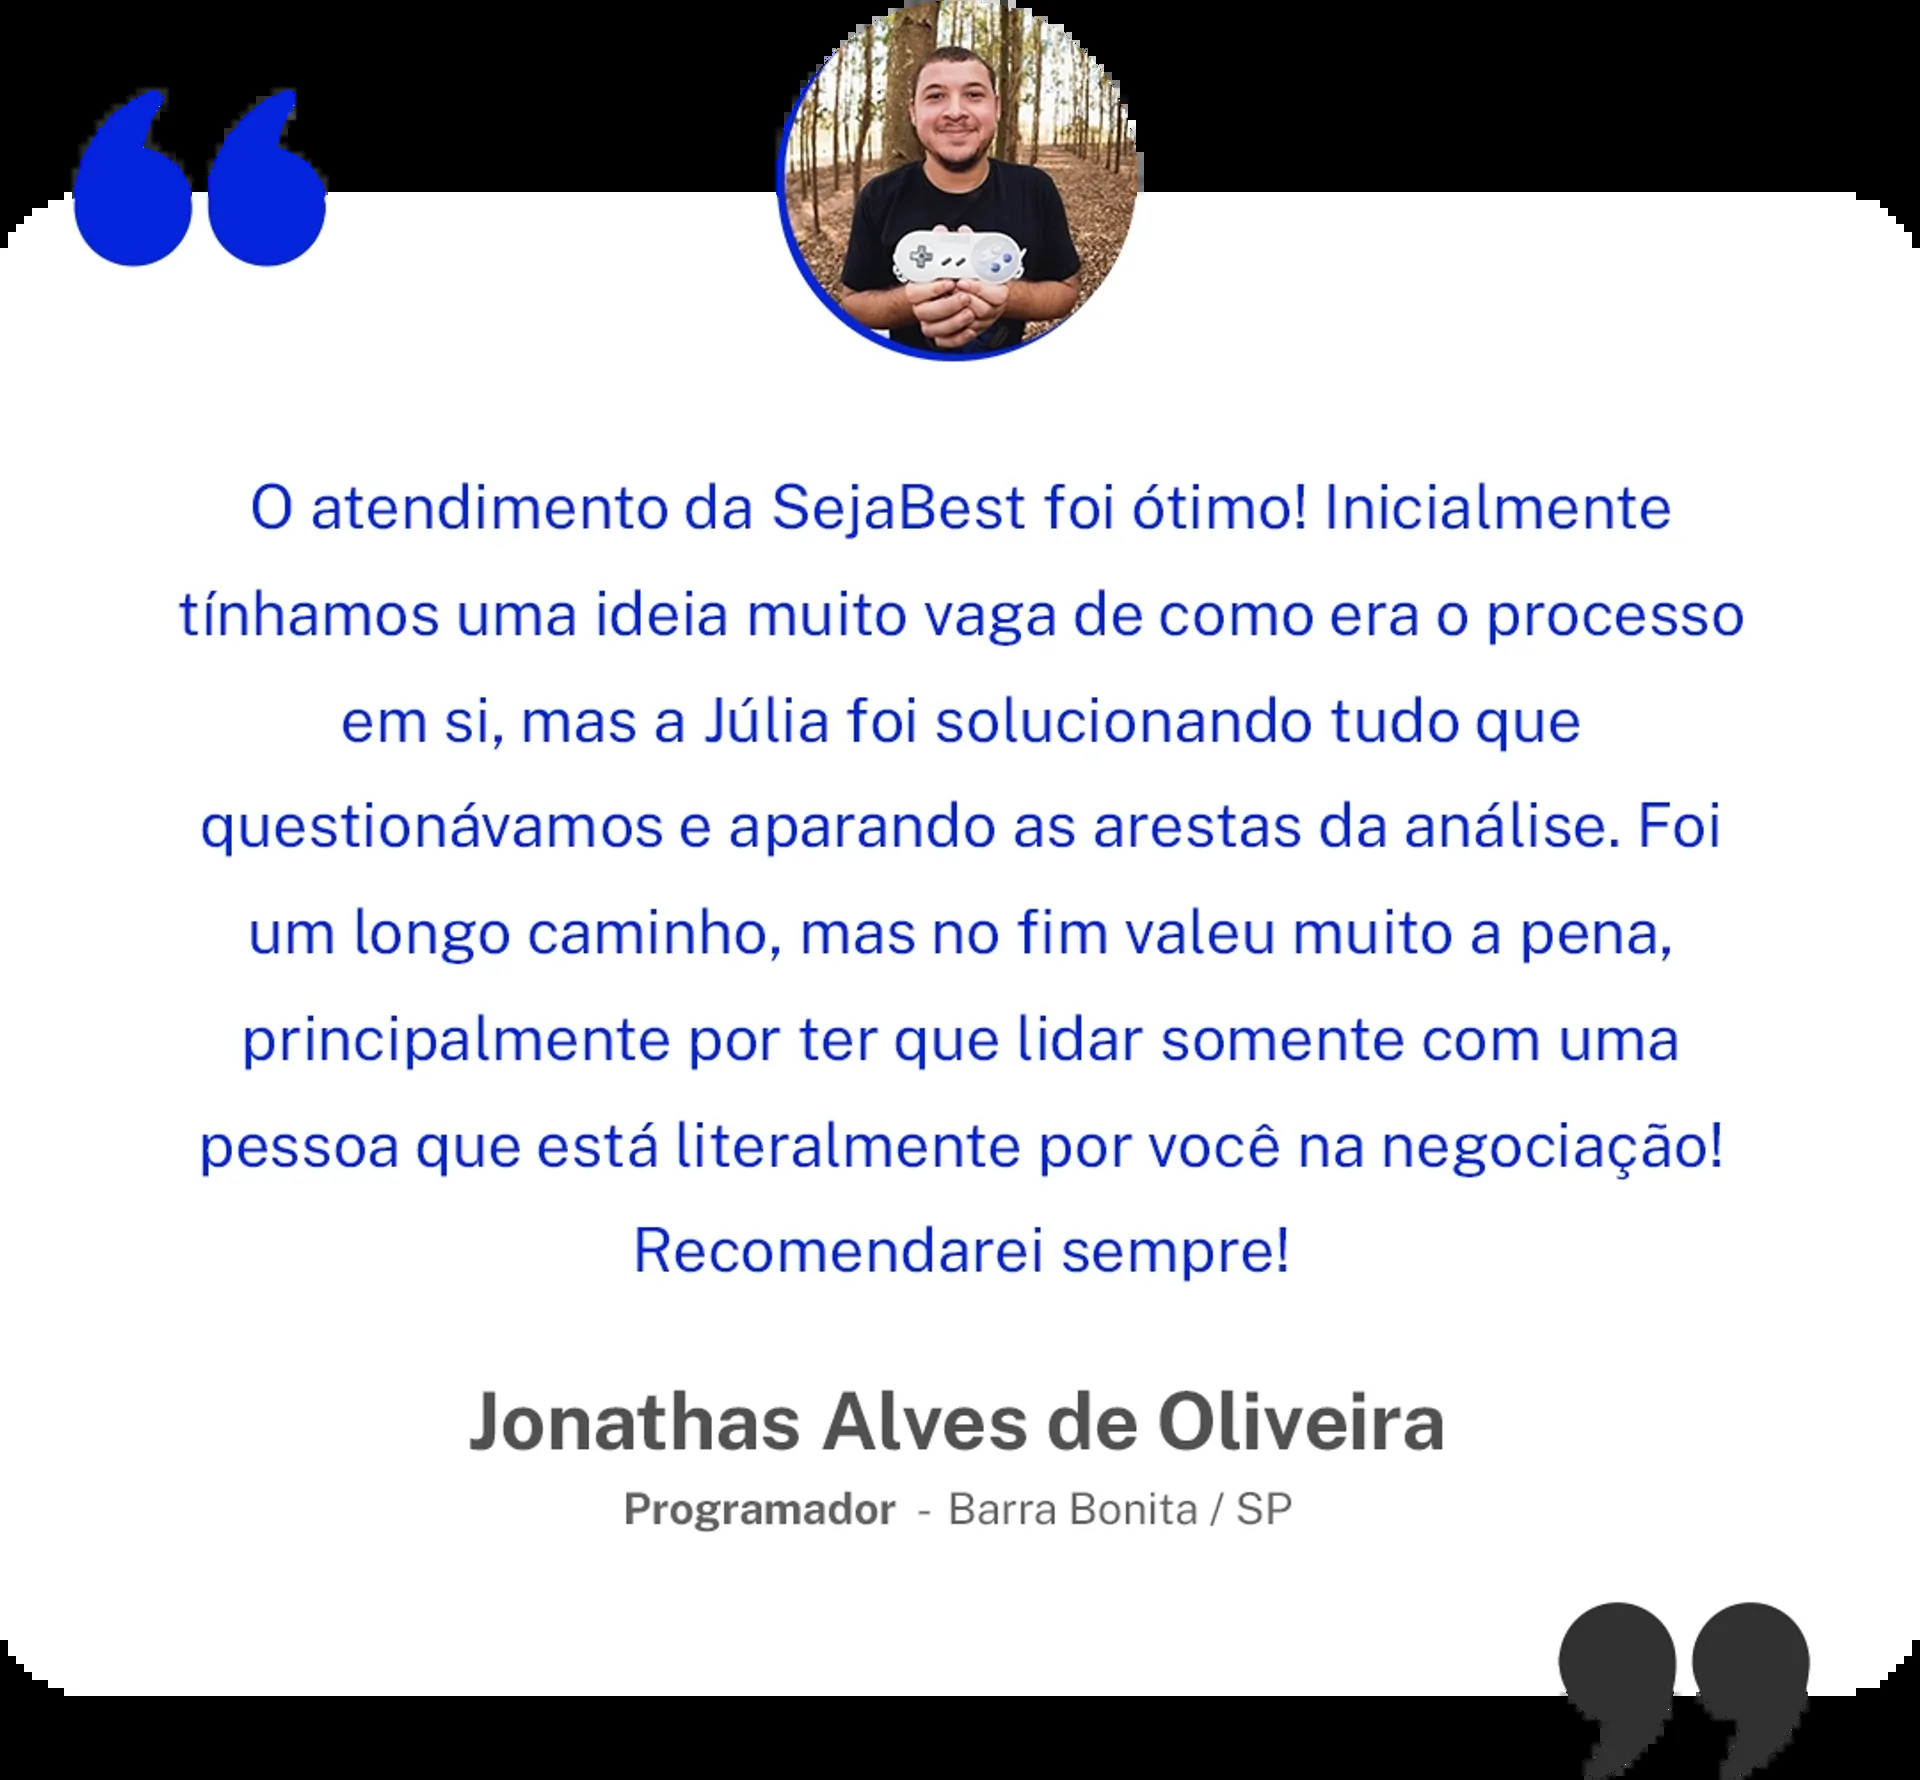 O atendimento da SejaBest foi ótimo! Inicialmente
tínhamos uma ideia muito vaga de como era o processo
em si, mas a Júlia foi solucionando tudo que
questionávamos e aparando as arestas da análise. Foi
um longo caminho, mas no fim valeu muito a pena,
principalmente por ter que lidar somente com uma
pessoa que está literalmente por você na negociação!
Recomendarei sempre!
Jonathas Alves de Oliveira
Programador - Barra Bonita / SP